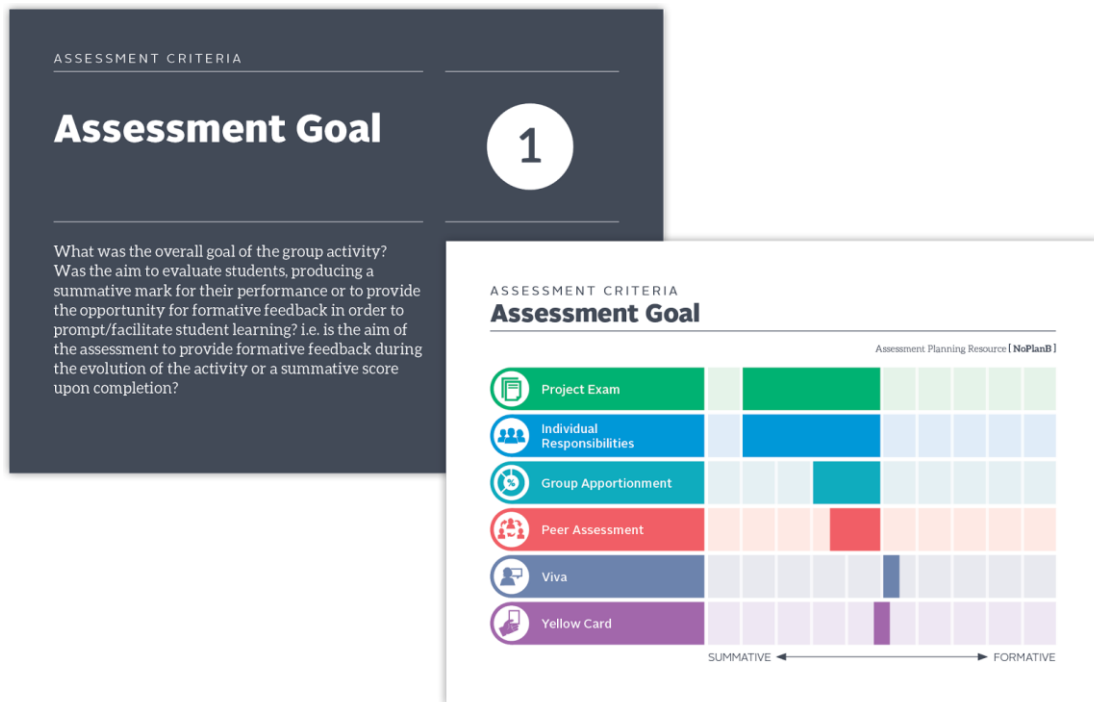 ASSESSMENT CRITERIA
Assessment Goal
1
What was the overall goal of the group activity?
Was the aim to evaluate students, producing a
summative mark for their performance or to provide
the opportunity for formative feedback in order to
prompt/facilitate student learning? i.e. is the aim of
the assessment to provide formative feedback during
the evolution of the activity or a summative score
upon completion?
ASSESSMENT CRITERIA
Assessment Goal
Assessment Planning Resource [ NoPlanB ]
Project Exam
Individual
Responsibilities
Group Apportionment
%
Peer Assessment
Viva
Yellow Card
SUMMATIVE
FORMATIVE